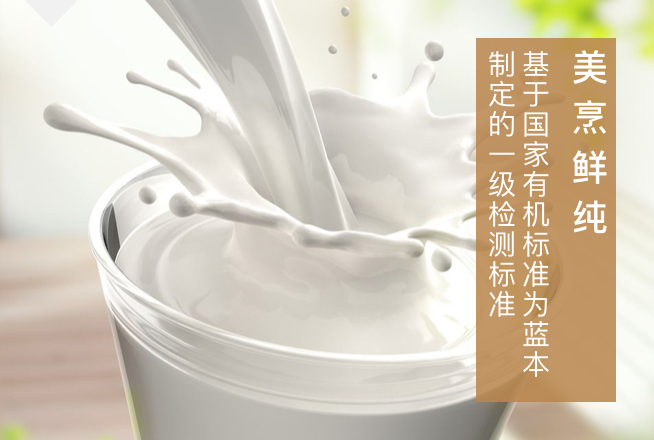 美烹鲜纯
基于国家有机标准为蓝本
制定的一级检测标准